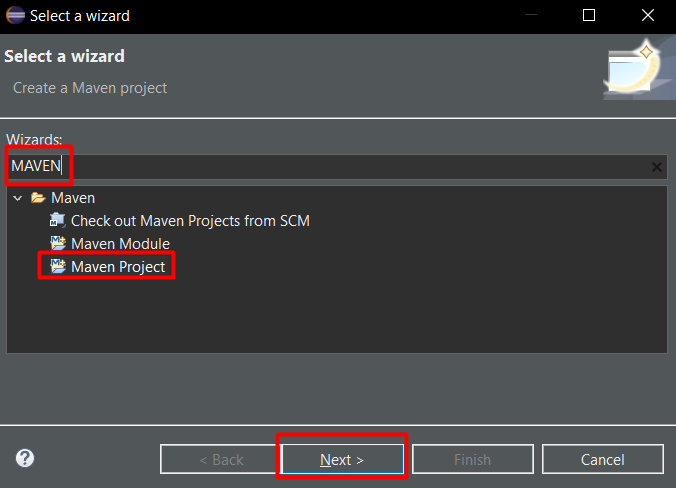 Select a wizard
Select a wizard
Create a Maven project
Wizards:
MAVEN
Maven
Check out Maven Projects from SCM
Maven Module
Maven Project
< Back Next > Finish Cancel